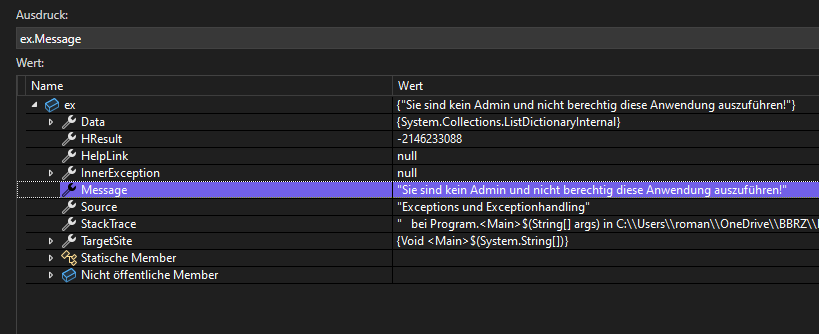 Ausdruck:
ex.Message
Wert:
Name Wert
ex {"Sie sind kein Admin und nicht berechtig diese Anwendung auszuführen!"}
Data {System.Collections.ListDictionaryInternal}
HResult -2146233088
HelpLink null
InnerException null
Message "Sie sind kein Admin und nicht berechtig diese Anwendung auszuführen!"
Source "Exceptions und Exceptionhandling"
StackTrace " bei Program.<Main>$(String[] args) in C:\\Users\\roman\\OneDrive\\BBRZ\\
TargetSite {Void <Main>$(System.String[])}
Statische Member
Nicht öffentliche Member